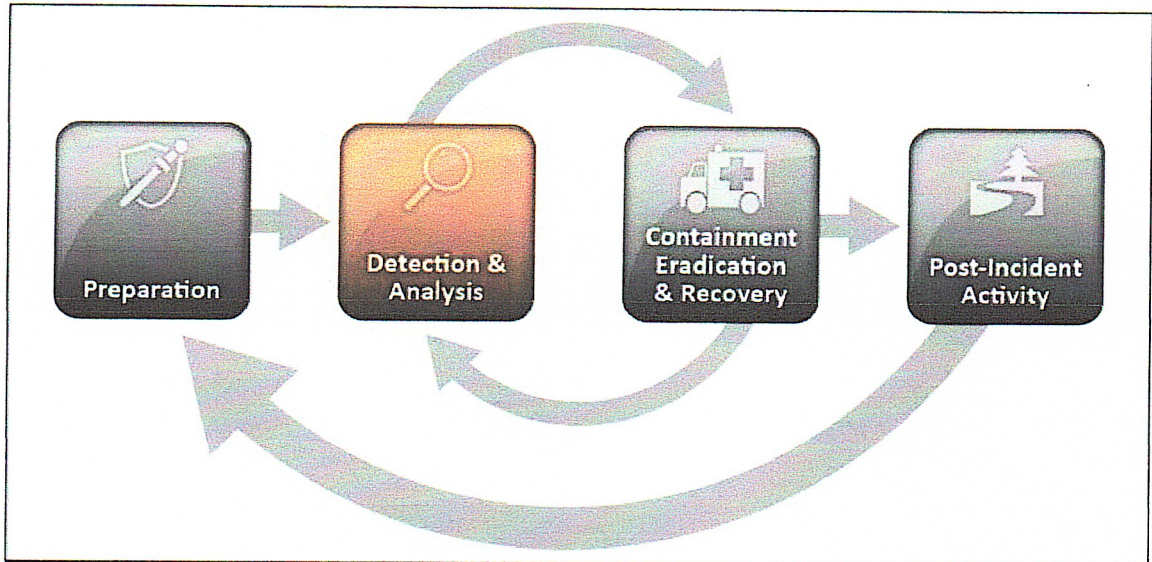 Preparation
Detection &
Analysis
Containment
Eradication
& Recovery
Post-Incident
Activity